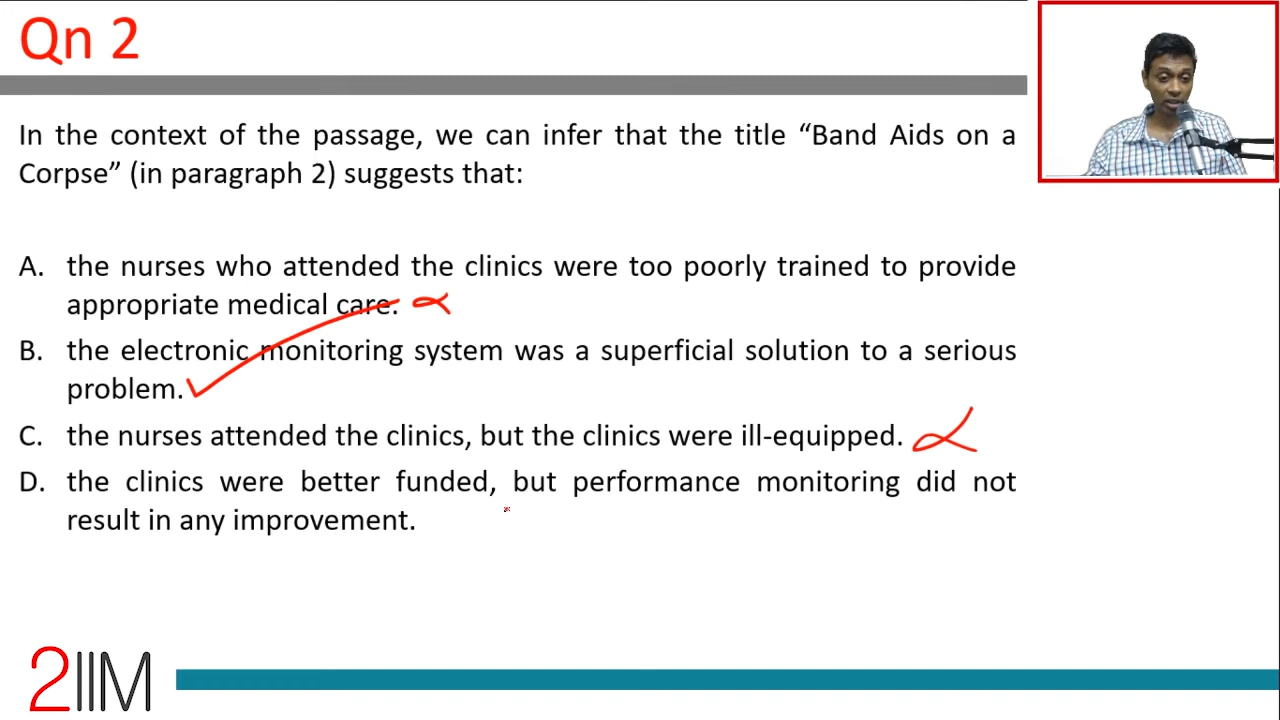 Qn 2
In the context of the passage, we can infer that the title “Band Aids on a
Corpse” (in paragraph 2) suggests that:
A. the nurses who attended the clinics were too poorly trained to provide
appropriate medical care.
B. the electronic monitoring system was a superficial solution to a serious
problem.
C. the nurses attended the clinics, but the clinics were ill-equipped.
D. the clinics were better funded, but performance monitoring did not
result in any improvement.
2IIM